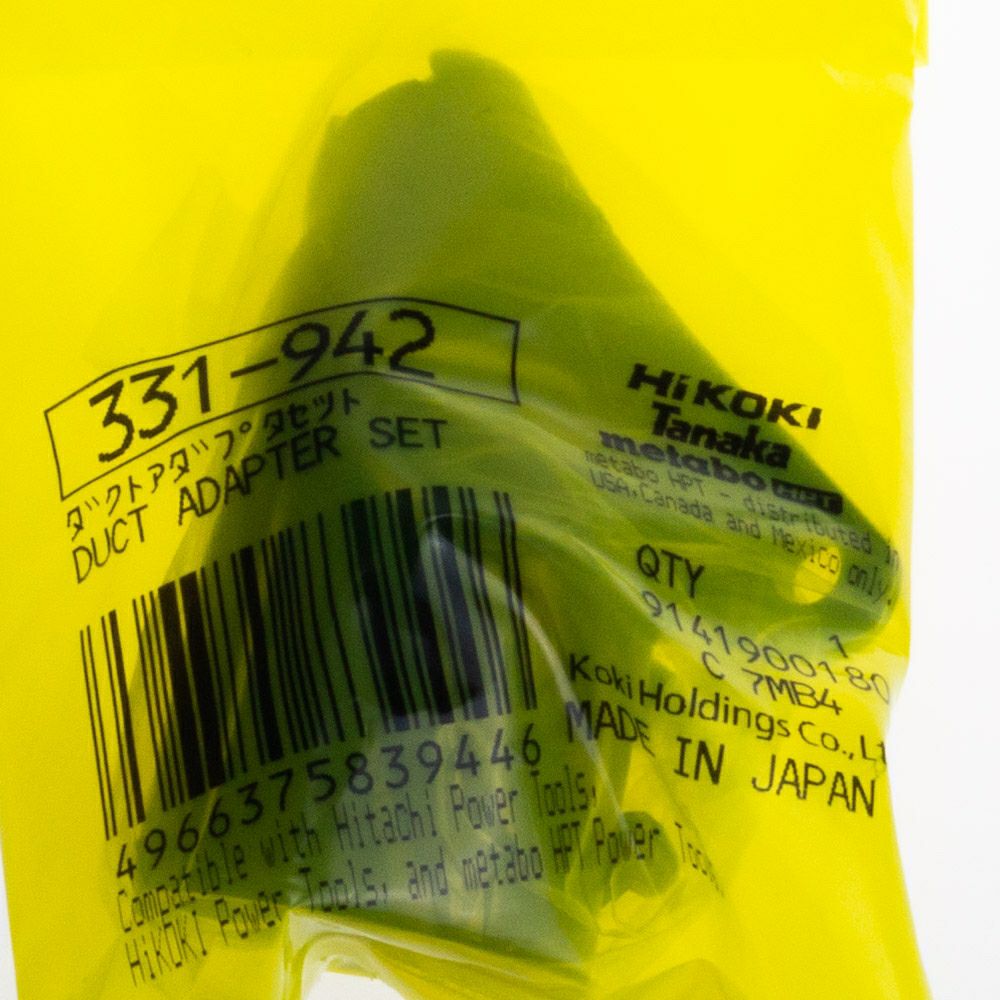 331-942
ダクトアダプタセット
DUCT ADAPTER SET
4966375839446
Compatible with Hitachi Power Tools,
HiKOKI Power Tools, and metabo HPT Power Tools
HiKOKI
Tanaka
metabo HPT
metabo HPT - distributed in
USA, Canada and Mexico only.
QTY 1
9141900180
C 7MB4
Koki Holdings Co., Lt
MADE IN JAPAN